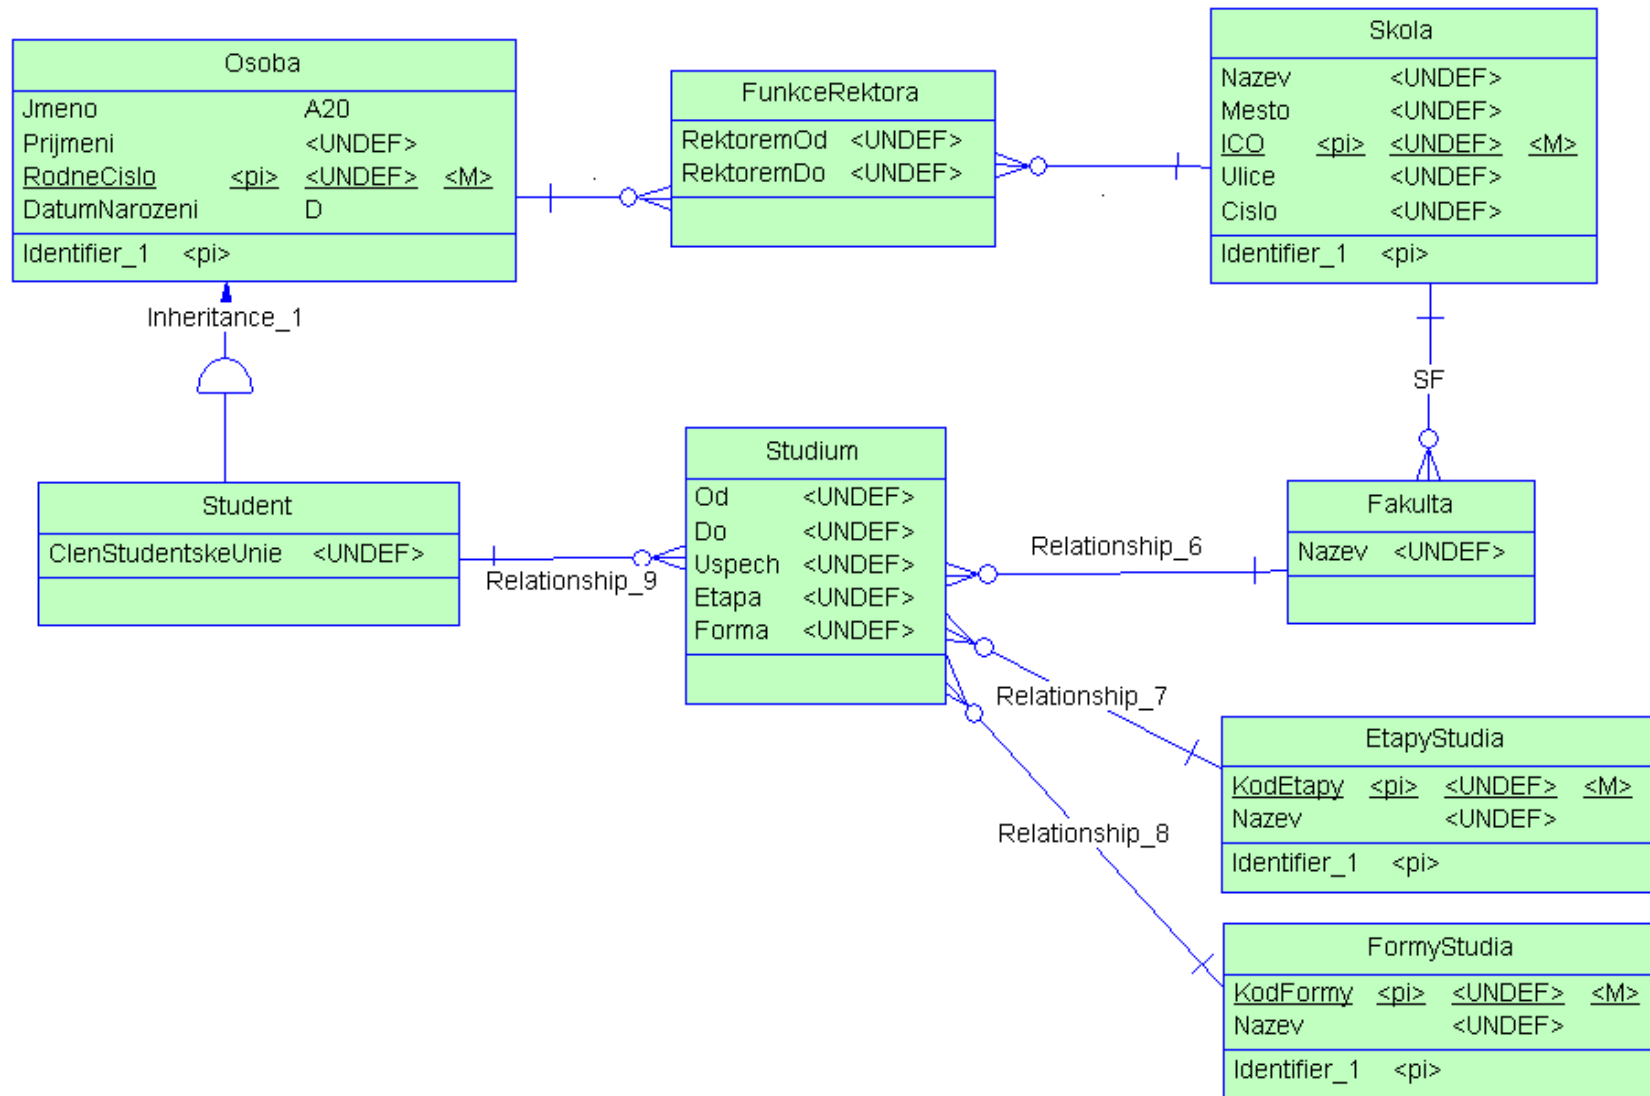 Osoba
Jmeno A20
Prijmeni <UNDEF>
RodneCislo <pi> <UNDEF> <M>
DatumNarozeni D
Identifier_1 <pi>
FunkceRektora
RektoremOd <UNDEF>
RektoremDo <UNDEF>
Skola
Nazev <UNDEF>
Mesto <UNDEF>
ICO <pi> <UNDEF> <M>
Ulice <UNDEF>
Cislo <UNDEF>
Identifier_1 <pi>
Inheritance_1
SF
Student
ClenStudentskeUnie <UNDEF>
Relationship_9
Studium
Od <UNDEF>
Do <UNDEF>
Uspech <UNDEF>
Etapa <UNDEF>
Forma <UNDEF>
Relationship_6
Fakulta
Nazev <UNDEF>
Relationship_7
EtapyStudia
KodEtapy <pi> <UNDEF> <M>
Nazev <UNDEF>
Identifier_1 <pi>
Relationship_8
FormyStudia
KodFormy <pi> <UNDEF> <M>
Nazev <UNDEF>
Identifier_1 <pi>